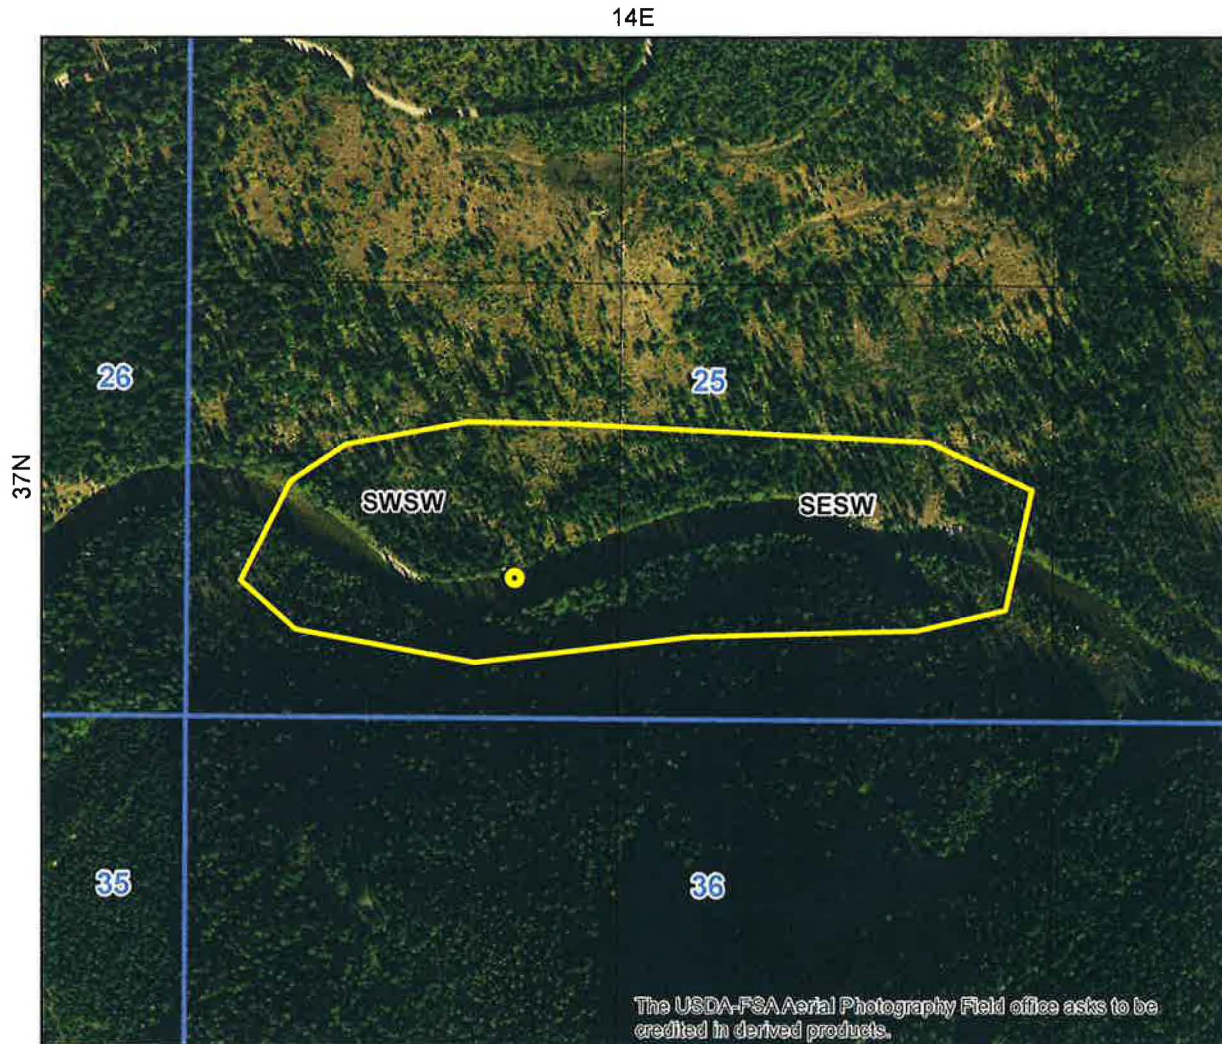 14E
37N
26
25
SWSW
SESW
35
36
The USDA-FSA Aerial Photography Field office asks to be
credited in derived products.